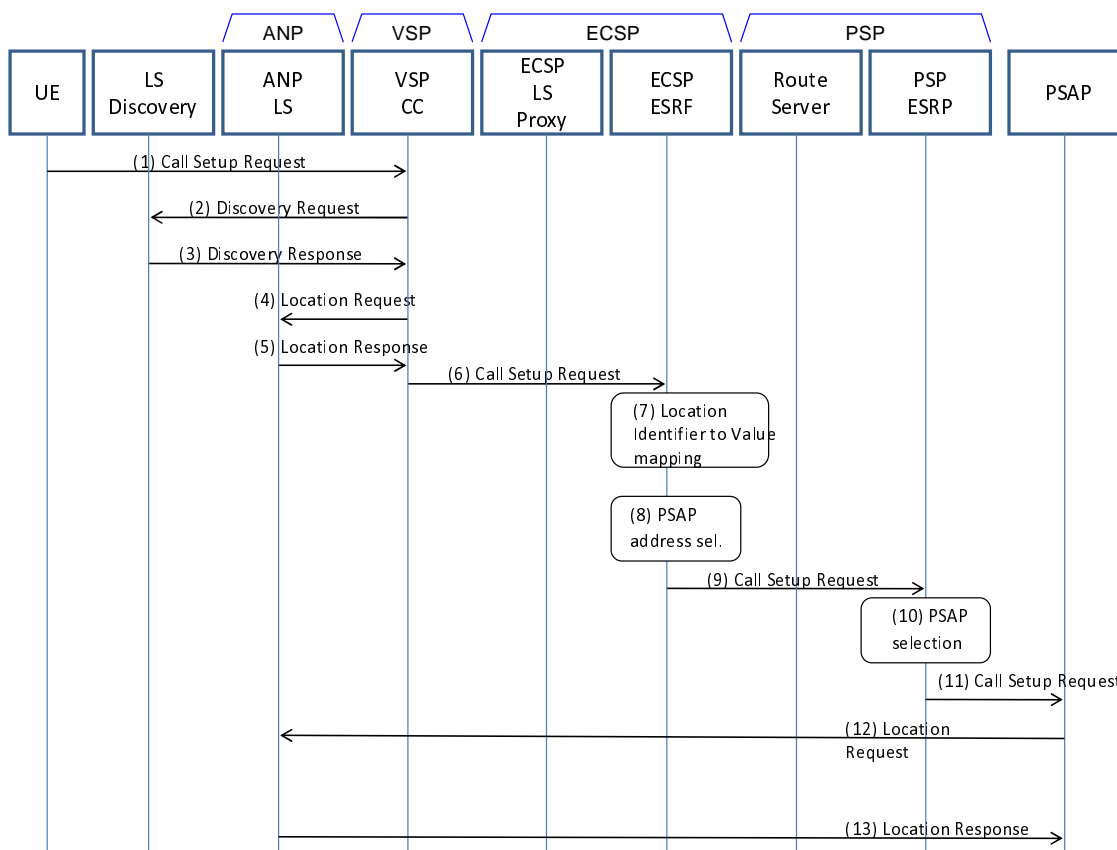 ANP
VSP
ECSP
PSP
UE
LS
Discovery
ANP
LS
VSP
CC
ECSP
LS
Proxy
ECSP
ESRF
Route
Server
PSP
ESRP
PSAP
(1) Call Setup Request
(2) Discovery Request
(3) Discovery Response
(4) Location Request
(5) Location Response
(6) Call Setup Request
(7) Location
Identifier to Value
mapping
(8) PSAP
address sel.
(9) Call Setup Request
(10) PSAP
selection
(11) Call Setup Request
(12) Location
Request
(13) Location Response